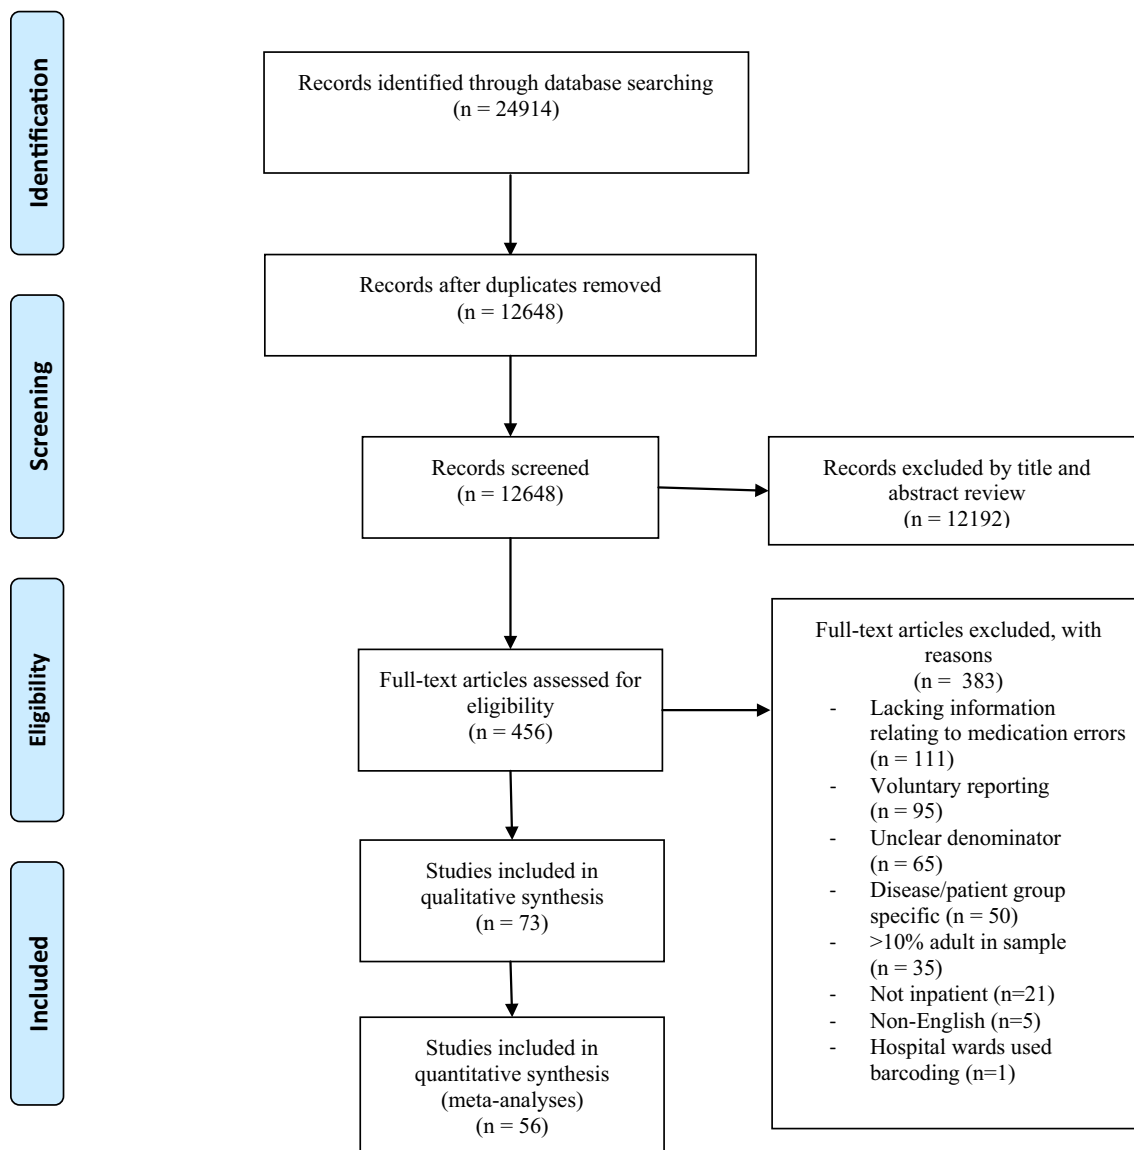 Identification
Records identified through database searching
(n = 24914)
Records after duplicates removed
(n = 12648)
Screening
Records screened
(n = 12648)
Records excluded by title and
abstract review
(n = 12192)
Eligibility
Full-text articles assessed for
eligibility
(n = 456)
Full-text articles excluded, with
reasons
(n = 383)
- Lacking information
relating to medication errors
(n = 111)
- Voluntary reporting
(n = 95)
- Unclear denominator
(n = 65)
- Disease/patient group
specific (n = 50)
- >10% adult in sample
(n = 35)
- Not inpatient (n=21)
- Non-English (n=5)
- Hospital wards used
barcoding (n=1)
Included
Studies included in
qualitative synthesis
(n = 73)
Studies included in
quantitative synthesis
(meta-analyses)
(n = 56)